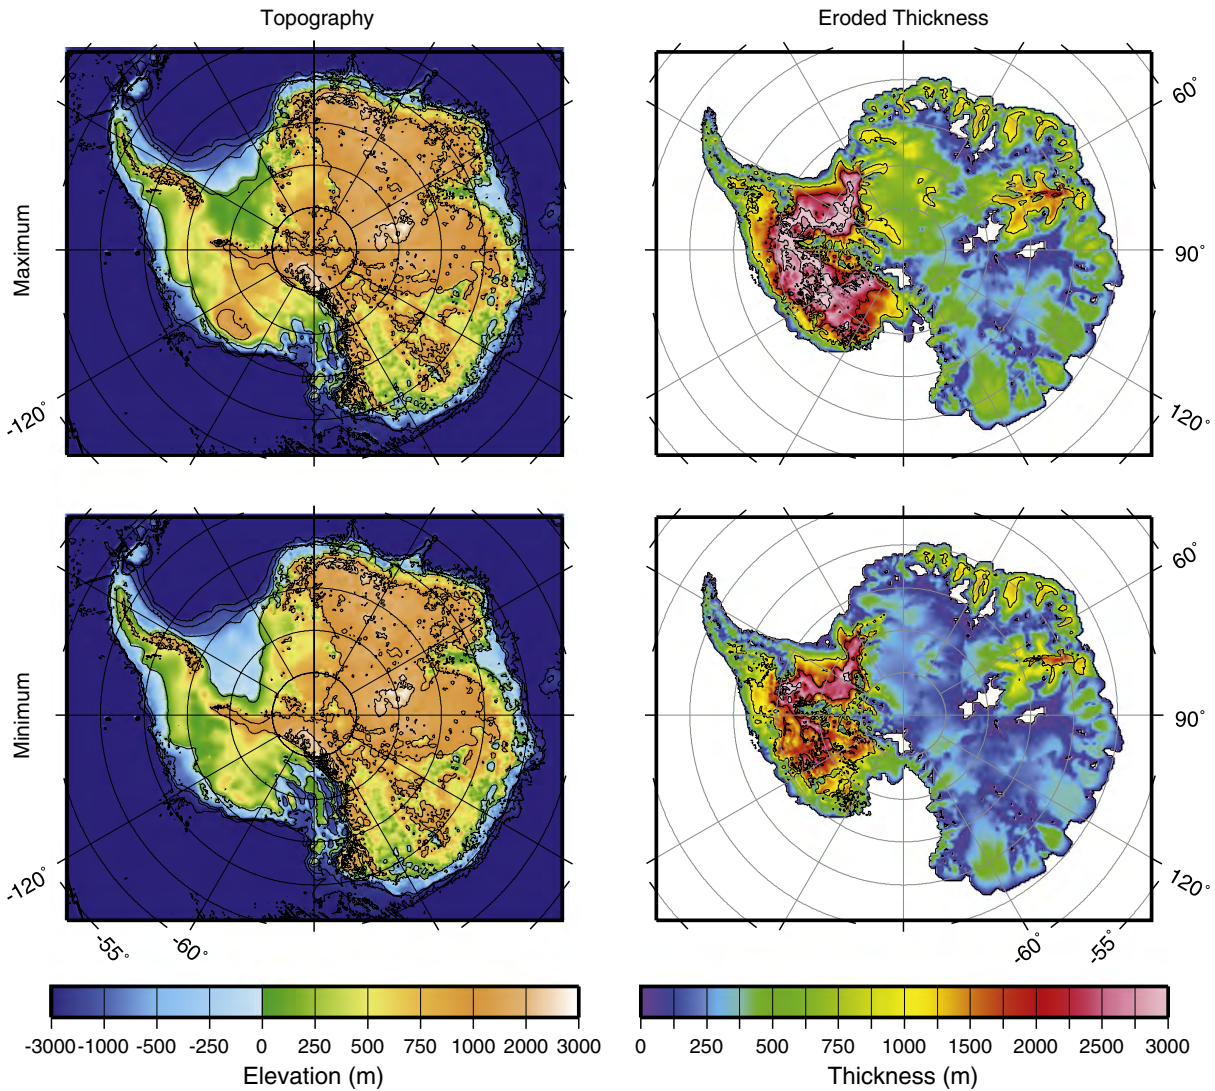 Topography
Eroded Thickness
Maximum
60°
90°
120°
-120°
Minimum
60°
90°
120°
-120°
-55° -60°
-60° -55°
-3000 -1000 -500 -250 0 250 500 750 1000 2000 3000
Elevation (m)
0 250 500 750 1000 1500 2000 2500 3000
Thickness (m)